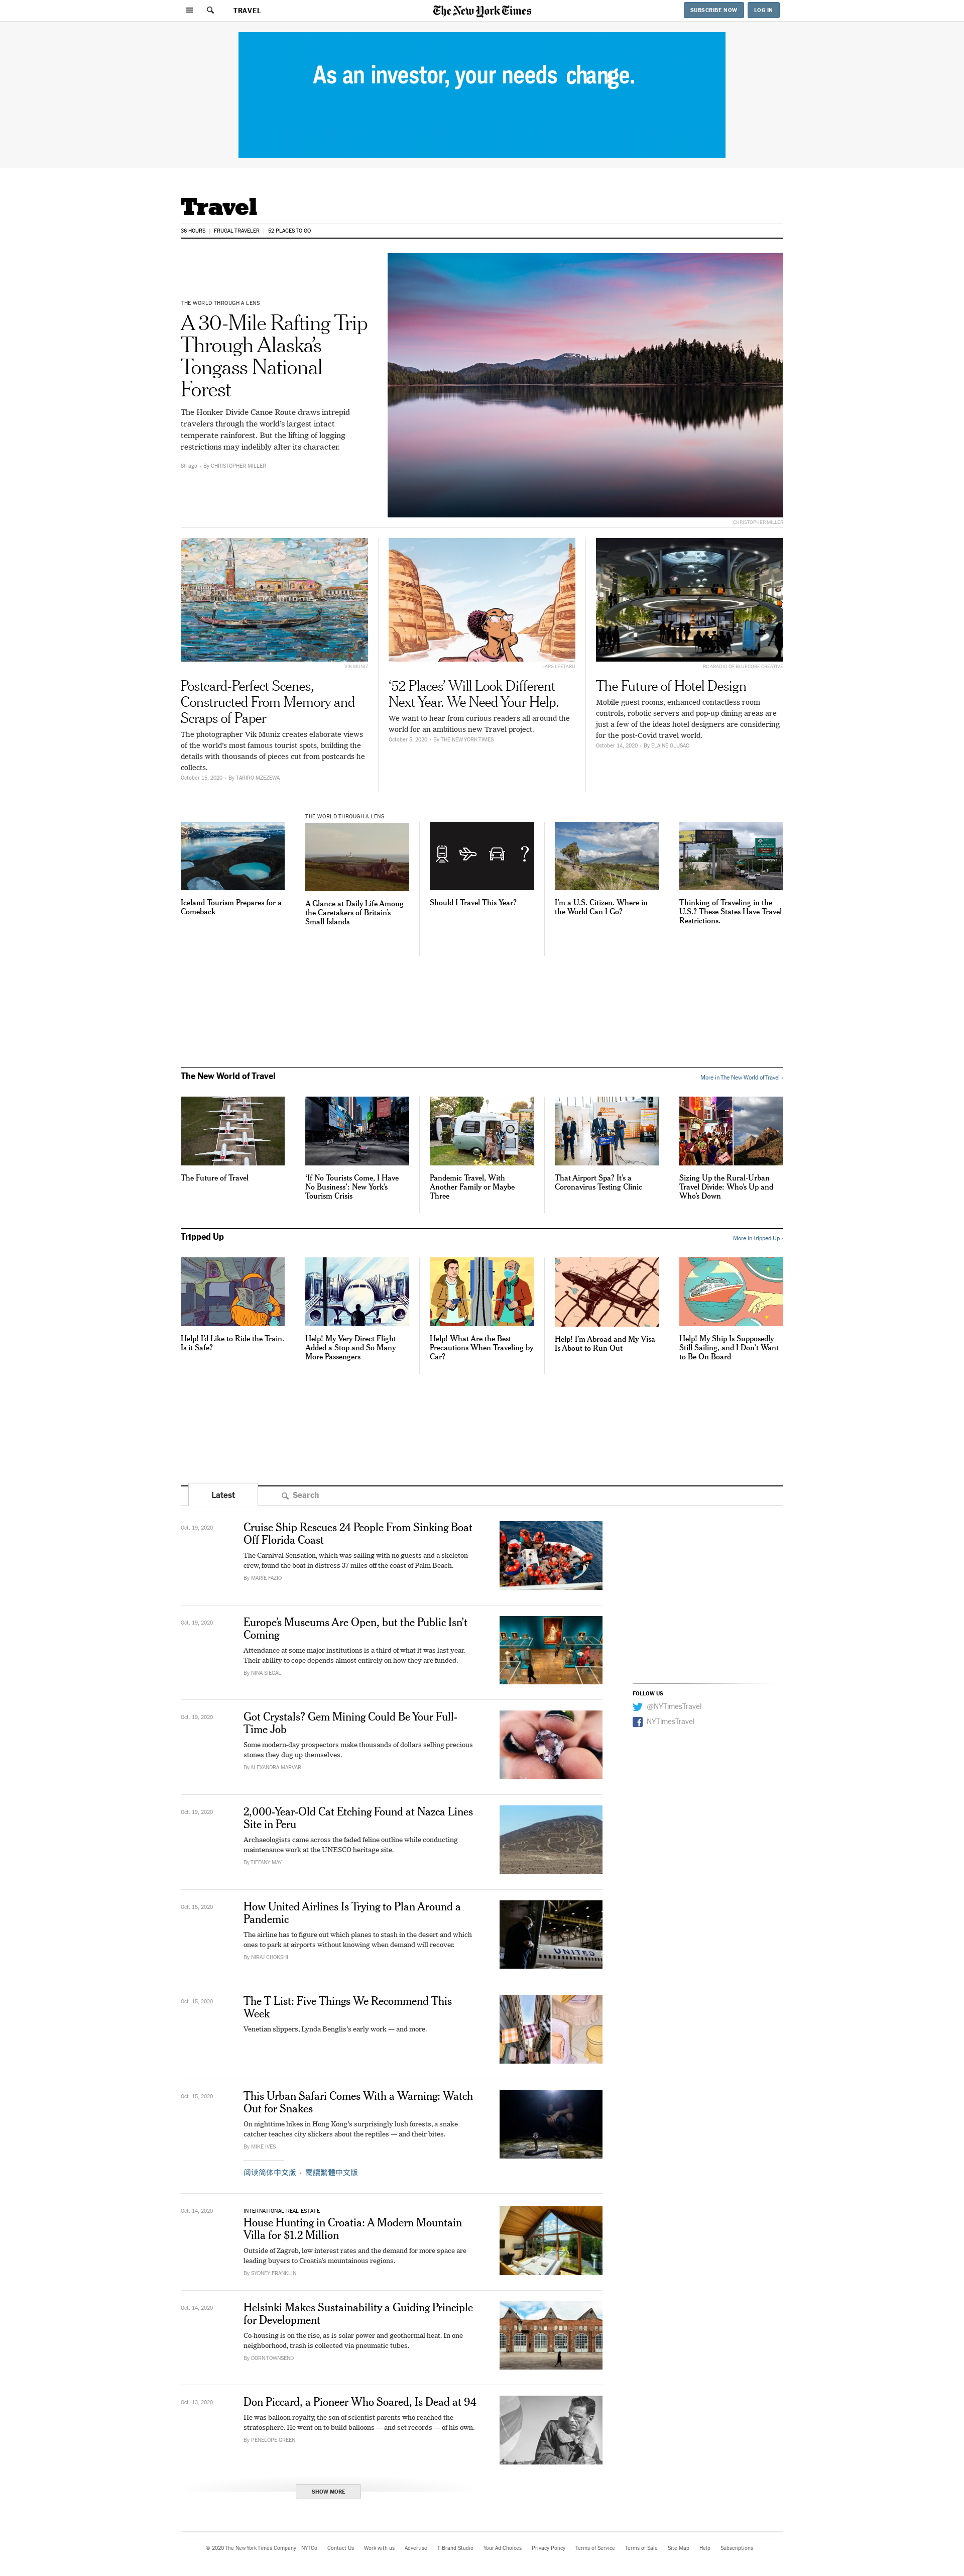 TRAVEL
The New York Times
SUBSCRIBE NOW
LOG IN
As an investor, your needs change.
Travel
36 HOURS
FRUGAL TRAVELER
52 PLACES TO GO
THE WORLD THROUGH A LENS
A 30-Mile Rafting Trip
Through Alaska's
Tongass National
Forest
The Honker Divide Canoe Route draws intrepid
travelers through the world's largest intact
temperate rainforest. But the lifting of logging
restrictions may indelibly alter its character.
8h ago - By CHRISTOPHER MILLER
CHRISTOPHER MILLER
VIK MUNIZ
Postcard-Perfect Scenes,
Constructed From Memory and
Scraps of Paper
The photographer Vik Muniz creates elaborate views
of the world's most famous tourist spots, building the
details with thousands of pieces cut from postcards he
collects.
October 15, 2020 - By TARIRO MZEZEWA
LARS LEETARU
'52 Places' Will Look Different
Next Year. We Need Your Help.
We want to hear from curious readers all around the
world for an ambitious new Travel project.
October 5, 2020 - By THE NEW YORK TIMES
The Future of Hotel Design
Mobile guest rooms, enhanced contactless room
controls, robotic servers and pop-up dining areas are
just a few of the ideas hotel designers are considering
for the post-Covid travel world.
October 14, 2020 - By ELAINE GLUSAC
Iceland Tourism Prepares for a
Comeback
THE WORLD THROUGH A LENS
A Glance at Daily Life Among
the Caretakers of Britain's
Small Islands
Should I Travel This Year?
I'm a U.S. Citizen. Where in
the World Can I Go?
Thinking of Traveling in the
U.S.? These States Have Travel
Restrictions.
The New World of Travel
More in The New World of Travel »
The Future of Travel
'If No Tourists Come, I Have
No Business': New York's
Tourism Crisis
Pandemic Travel, With
Another Family or Maybe
Three
That Airport Spa? It's a
Coronavirus Testing Clinic
Sizing Up the Rural-Urban
Travel Divide: Who's Up and
Who's Down
Tripped Up
More in Tripped Up »
Help! I'd Like to Ride the Train.
Is it Safe?
Help! My Very Direct Flight
Added a Stop and So Many
More Passengers
Help! What Are the Best
Precautions When Traveling by
Car?
Help! I'm Abroad and My Visa
Is About to Run Out
Help! My Ship Is Supposedly
Still Sailing, and I Don't Want
to Be On Board
Latest
Search
Oct. 19, 2020
Cruise Ship Rescues 24 People From Sinking Boat
Off Florida Coast
The Carnival Sensation, which was sailing with no guests and a skeleton
crew, found the boat in distress 37 miles off the coast of Palm Beach.
By MARIE FAZIO
Oct. 19, 2020
Europe's Museums Are Open, but the Public Isn't
Coming
Attendance at some major institutions is a third of what it was last year.
Their ability to cope depends almost entirely on how they are funded.
By NINA SIEGAL
Oct. 19, 2020
Got Crystals? Gem Mining Could Be Your Full-
Time Job
Some modern-day prospectors make thousands of dollars selling precious
stones they dug up themselves.
By ALEXANDRA MARVAR
Oct. 19, 2020
2,000-Year-Old Cat Etching Found at Nazca Lines
Site in Peru
Archaeologists came across the faded feline outline while conducting
maintenance work at the UNESCO heritage site.
By TIFFANY MAY
Oct. 15, 2020
How United Airlines Is Trying to Plan Around a
Pandemic
The airline has to figure out which planes to stash in the desert and which
ones to park at airports without knowing when demand will recover.
By NIRAJ CHOKSHI
UNITED
Oct. 15, 2020
The T List: Five Things We Recommend This
Week
Venetian slippers, Lynda Benglis's early work — and more.
Oct. 15, 2020
This Urban Safari Comes With a Warning: Watch
Out for Snakes
On nighttime hikes in Hong Kong's surprisingly lush forests, a snake
catcher teaches city slickers about the reptiles — and their bites.
By MIKE IVES
阅读简体中文版 - 閱讀繁體中文版
Oct. 14, 2020
INTERNATIONAL REAL ESTATE
House Hunting in Croatia: A Modern Mountain
Villa for $1.2 Million
Outside of Zagreb, low interest rates and the demand for more space are
leading buyers to Croatia's mountainous regions.
By SYDNEY FRANKLIN
Oct. 14, 2020
Helsinki Makes Sustainability a Guiding Principle
for Development
Co-housing is on the rise, as is solar power and geothermal heat. In one
neighborhood, trash is collected via pneumatic tubes.
By DORN TOWNSEND
Oct. 13, 2020
Don Piccard, a Pioneer Who Soared, Is Dead at 94
He was balloon royalty, the son of scientist parents who reached the
stratosphere. He went on to build balloons — and set records — of his own.
By PENELOPE GREEN
SHOW MORE
FOLLOW US
@NYTimesTravel
NYTimesTravel
© 2020 The New York Times Company NYTCo Contact Us Work with us Advertise T Brand Studio Your Ad Choices Privacy Policy Terms of Service Terms of Sale Site Map Help Subscriptions